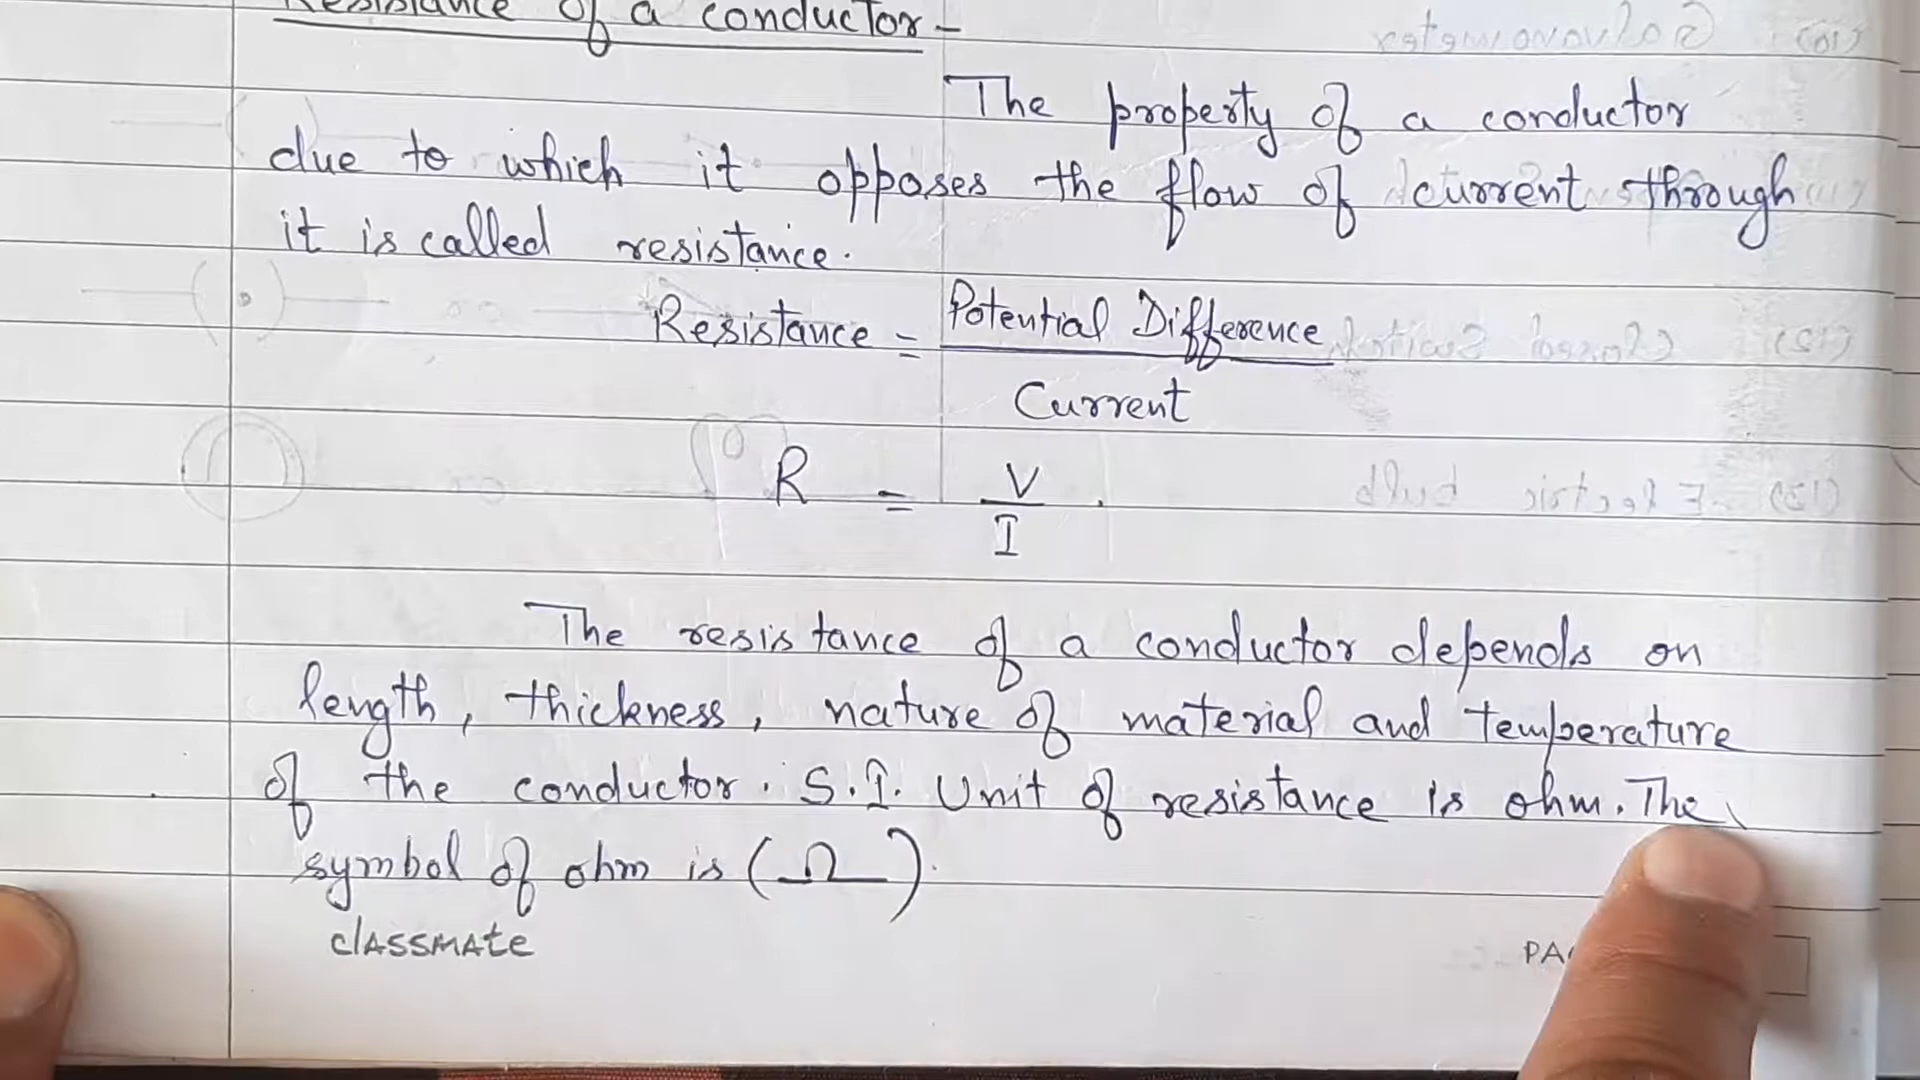 Resistance of a conductor-
The property of a conductor
due to which it opposes the flow of current through
it is called resistance.
Resistance = Potential Difference
Current
R = V
I
The resistance of a conductor depends on
length, thickness, nature of material and temperature
of the conductor. S.I. Unit of resistance is ohm. The
symbol of ohm is (Ω).
classmate